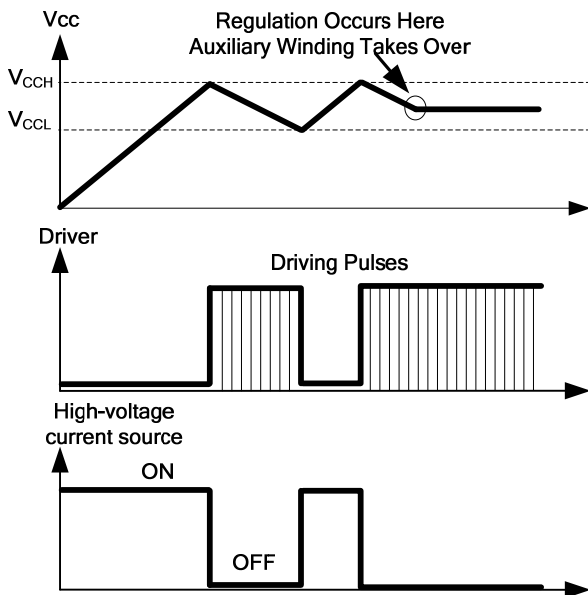 Vcc
Regulation Occurs Here
Auxiliary Winding Takes Over
VCCH
VCCL
Driver
Driving Pulses
High-voltage
current source
ON
OFF